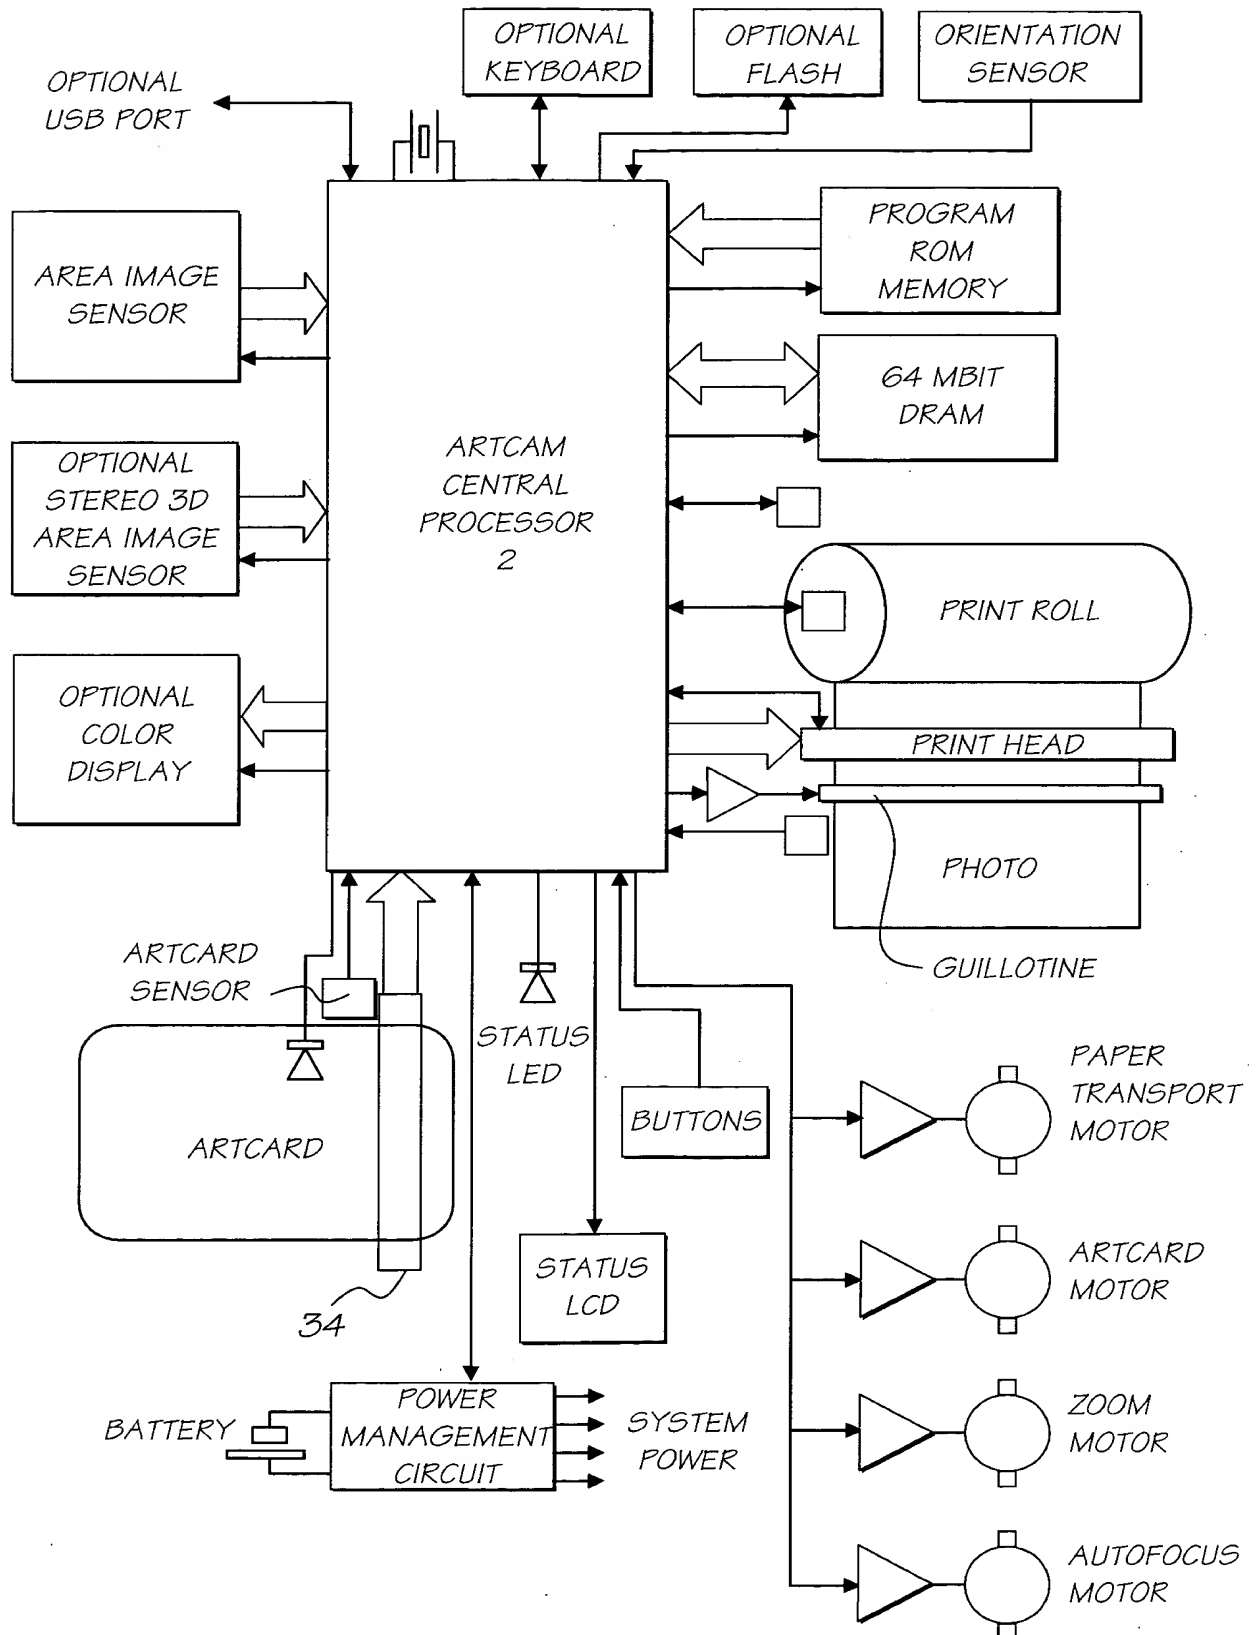 OPTIONAL
KEYBOARD
OPTIONAL
FLASH
ORIENTATION
SENSOR
OPTIONAL
USB PORT
PROGRAM
ROM
MEMORY
AREA IMAGE
SENSOR
64 MBIT
DRAM
OPTIONAL
STEREO 3D
AREA IMAGE
SENSOR
ARTCAM
CENTRAL
PROCESSOR
2
PRINT ROLL
OPTIONAL
COLOR
DISPLAY
PRINT HEAD
PHOTO
GUILLOTINE
ARTCARD
SENSOR
STATUS
LED
ARTCARD
BUTTONS
PAPER
TRANSPORT
MOTOR
STATUS
LCD
ARTCARD
MOTOR
34
POWER
MANAGEMENT
CIRCUIT
BATTERY
SYSTEM
POWER
ZOOM
MOTOR
AUTOFOCUS
MOTOR